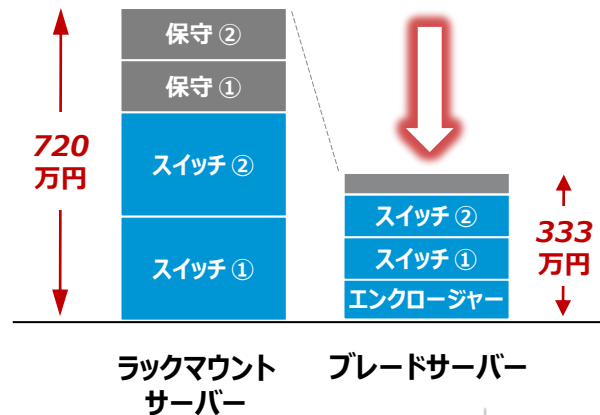 保守 ②
保守 ①
スイッチ ②
スイッチ ①
720
万円
スイッチ ②
スイッチ ①
エンクロージャー
333
万円
ラックマウント
サーバー
ブレードサーバー